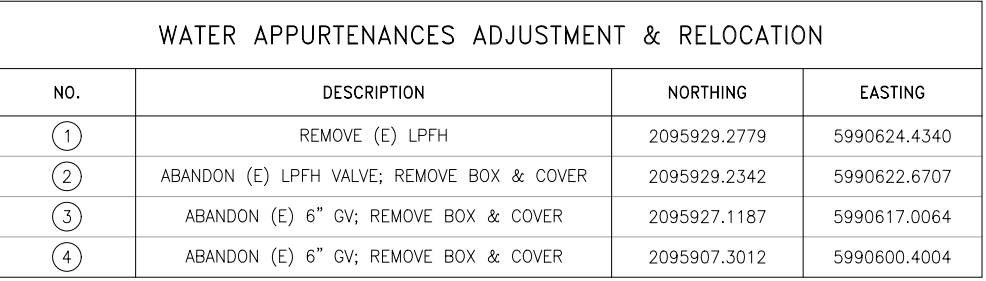 WATER APPURTENANCES ADJUSTMENT & RELOCATION
NO. DESCRIPTION NORTHING EASTING
1 REMOVE (E) LPFH 2095929.2779 5990624.4340
2 ABANDON (E) LPFH VALVE; REMOVE BOX & COVER 2095929.2342 5990622.6707
3 ABANDON (E) 6" GV; REMOVE BOX & COVER 2095927.1187 5990617.0064
4 ABANDON (E) 6" GV; REMOVE BOX & COVER 2095907.3012 5990600.4004